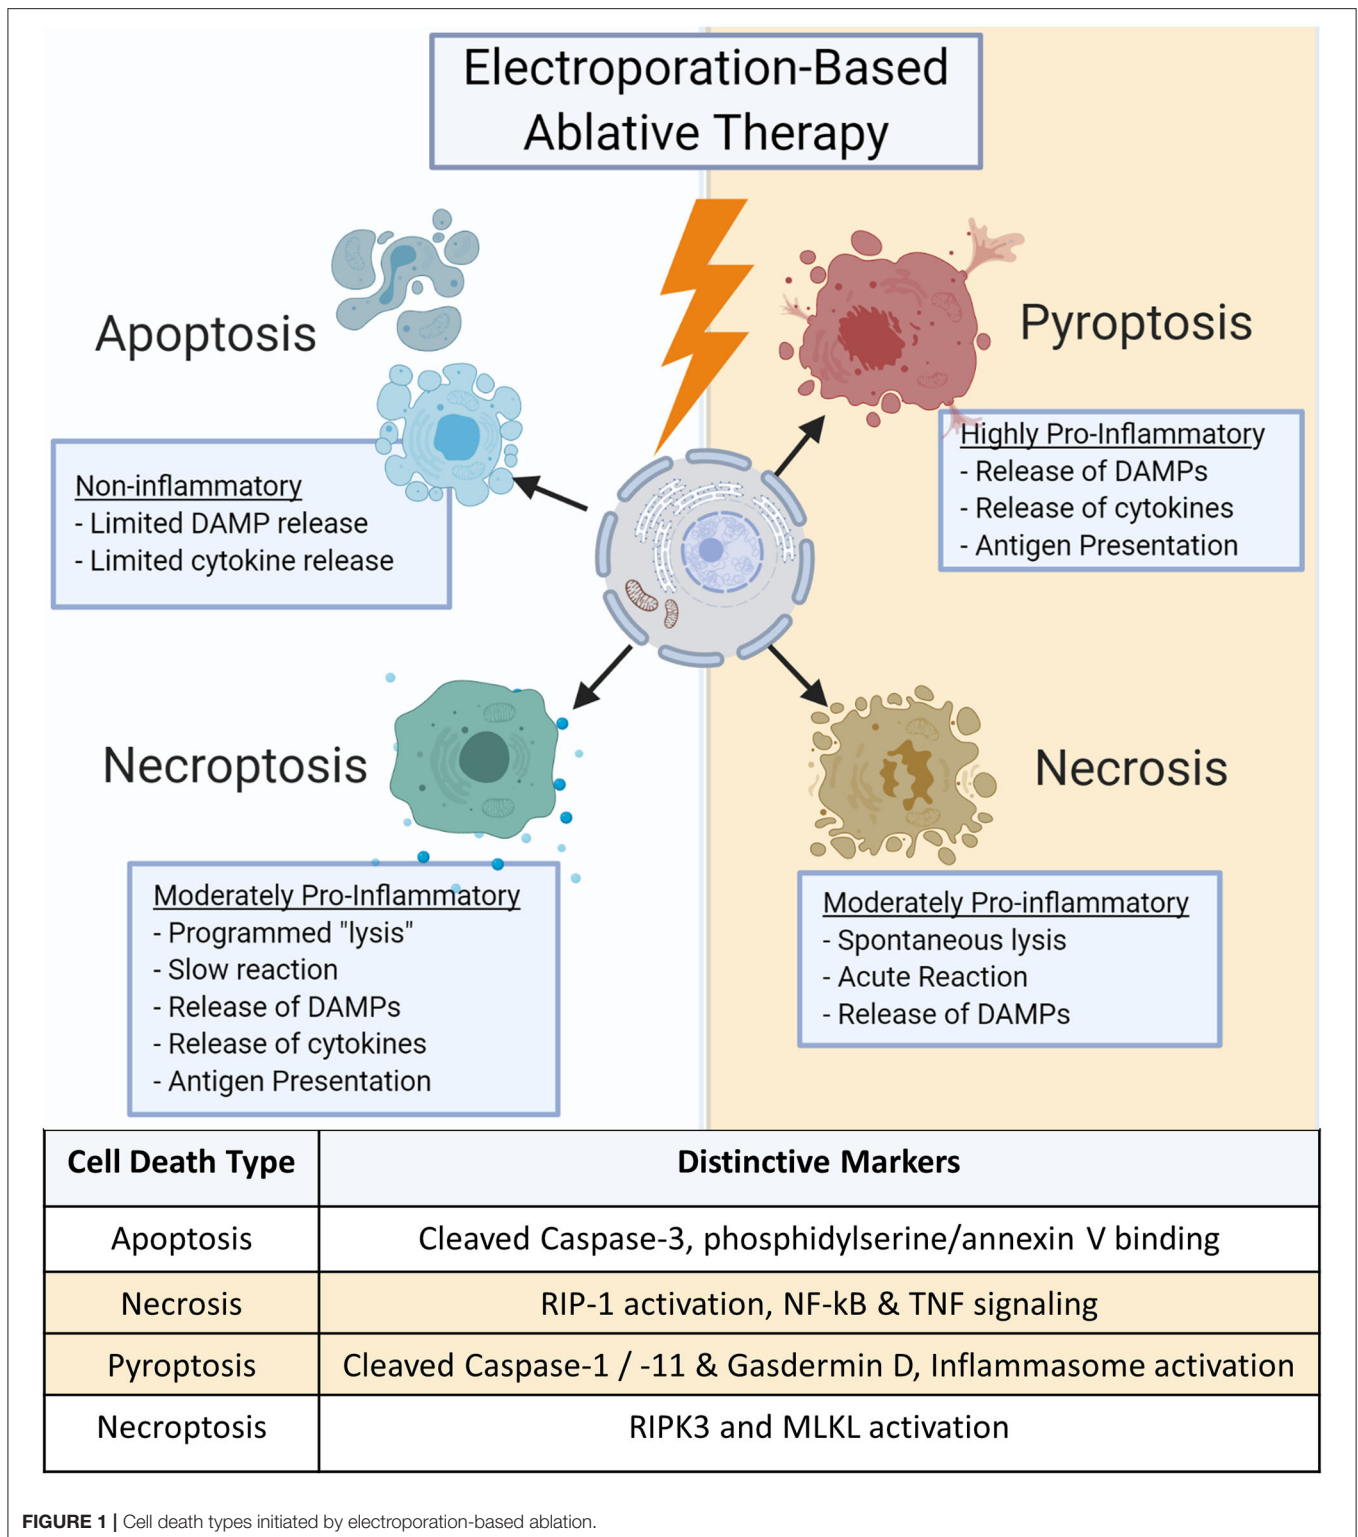 Electroporation-Based
Ablative Therapy
Apoptosis
Non-inflammatory
- Limited DAMP release
- Limited cytokine release
Pyroptosis
Highly Pro-Inflammatory
- Release of DAMPs
- Release of cytokines
- Antigen Presentation
Necroptosis
Moderately Pro-Inflammatory
- Programmed "lysis"
- Slow reaction
- Release of DAMPs
- Release of cytokines
- Antigen Presentation
Necrosis
Moderately Pro-inflammatory
- Spontaneous lysis
- Acute Reaction
- Release of DAMPs
Cell Death Type Distinctive Markers
Apoptosis Cleaved Caspase-3, phosphidylserine/annexin V binding
Necrosis RIP-1 activation, NF-kB & TNF signaling
Pyroptosis Cleaved Caspase-1 / -11 & Gasdermin D, Inflammasome activation
Necroptosis RIPK3 and MLKL activation
FIGURE 1 | Cell death types initiated by electroporation-based ablation.